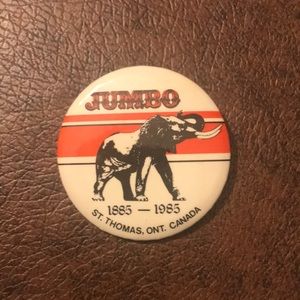 JUMBO
1885 — 1985
ST. THOMAS, ONT. CANADA